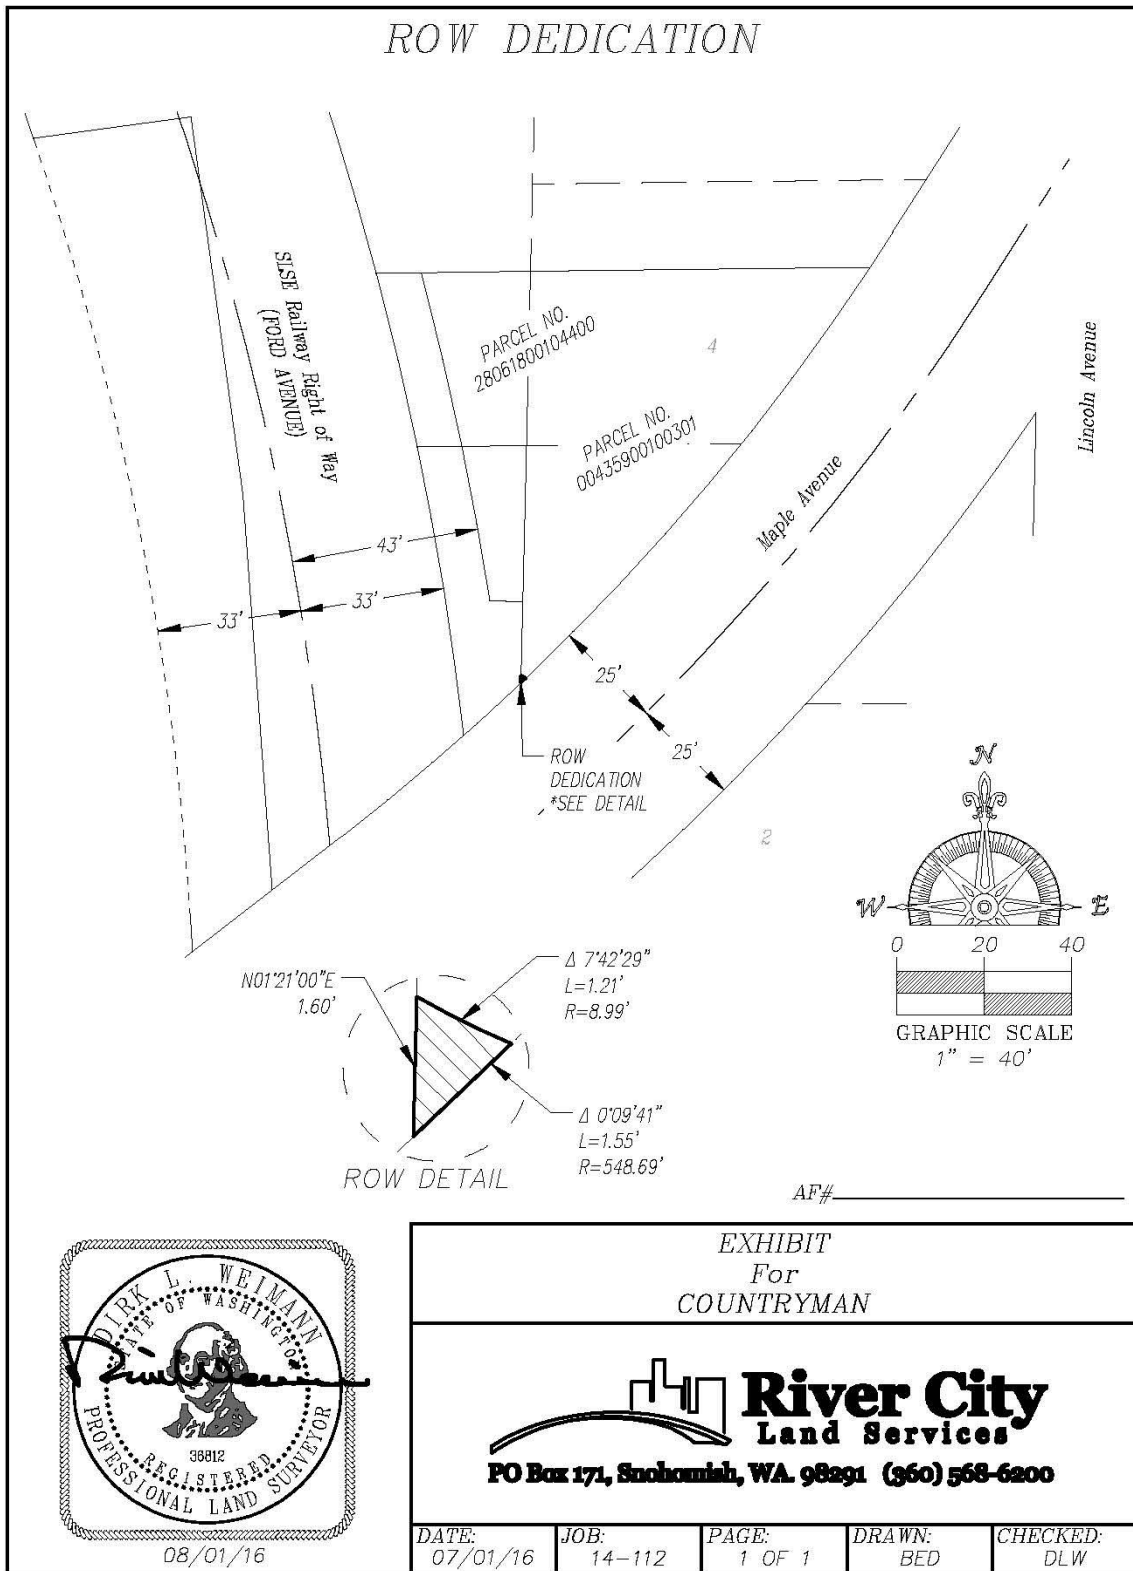 ROW DEDICATION
SLSE Railway Right of Way
(FORD AVENUE)
PARCEL NO.
28061800104400
4
PARCEL NO.
00435900100301
Maple Avenue
Lincoln Avenue
43'
33'
33'
25'
25'
ROW
DEDICATION
*SEE DETAIL
2
N
W
E
0 20 40
GRAPHIC SCALE
1" = 40'
N01°21'00"E
1.60'
Δ 7°42'29"
L=1.21'
R=8.99'
Δ 0°09'41"
L=1.55'
R=548.69'
ROW DETAIL
AF#
DIRK L. WEIMANN
STATE OF WASHINGTON
36812
REGISTERED
PROFESSIONAL LAND SURVEYOR
08/01/16
EXHIBIT
For
COUNTRYMAN
River City
Land Services
PO Box 171, Snohomish, WA. 98291 (360) 568-6200
DATE: JOB: PAGE: DRAWN: CHECKED:
07/01/16 14-112 1 OF 1 BED DLW